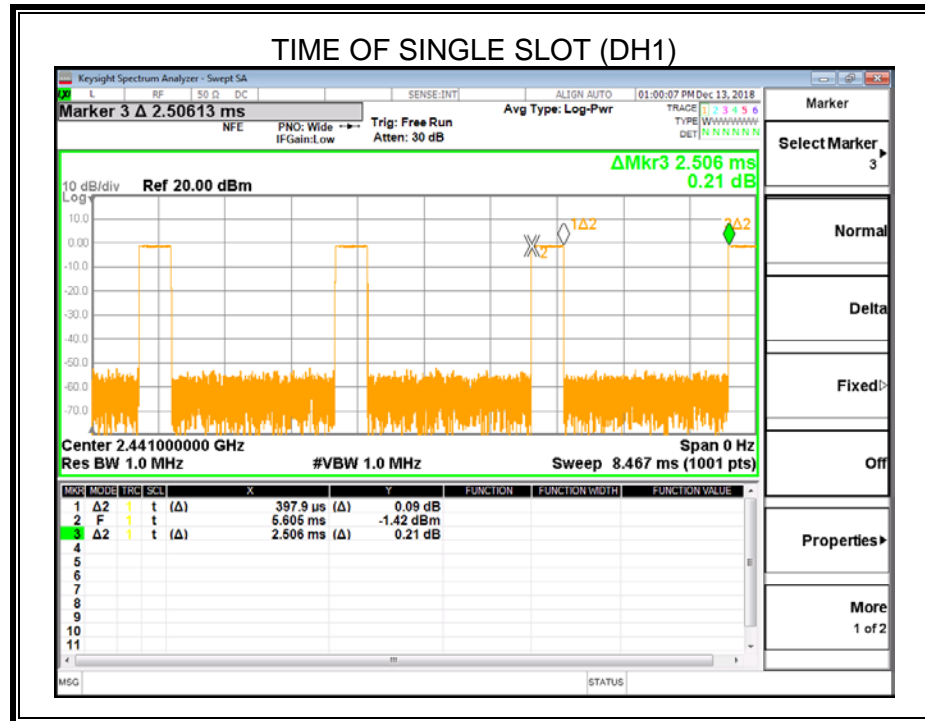 TIME OF SINGLE SLOT (DH1)
Keysight Spectrum Analyzer - Swept SA
LXI L RF 50 Ω DC SENSE:INT ALIGN AUTO 01:00:07 PM Dec 13, 2018
Marker 3 Δ 2.50613 ms
NFE PNO: Wide Trig: Free Run Avg Type: Log-Pwr TRACE 1 2 3 4 5 6
IFGain:Low Atten: 30 dB TYPE WWWWWW
DET N N N N N N
ΔMkr3 2.506 ms
0.21 dB
10 dB/div Ref 20.00 dBm
Log
10.0
0.00
-10.0
-20.0
-30.0
-40.0
-50.0
-60.0
-70.0
1Δ2
X2
3Δ2
Center 2.441000000 GHz Span 0 Hz
Res BW 1.0 MHz #VBW 1.0 MHz Sweep 8.467 ms (1001 pts)
MKR MODE TRC SCL X Y FUNCTION FUNCTION WIDTH FUNCTION VALUE
1 Δ2 1 t (Δ) 397.9 µs (Δ) 0.09 dB
2 F 1 t 5.605 ms -1.42 dBm
3 Δ2 1 t (Δ) 2.506 ms (Δ) 0.21 dB
4
5
6
7
8
9
10
11
MSG STATUS
Marker
Select Marker
3
Normal
Delta
Fixed
Off
Properties
More
1 of 2